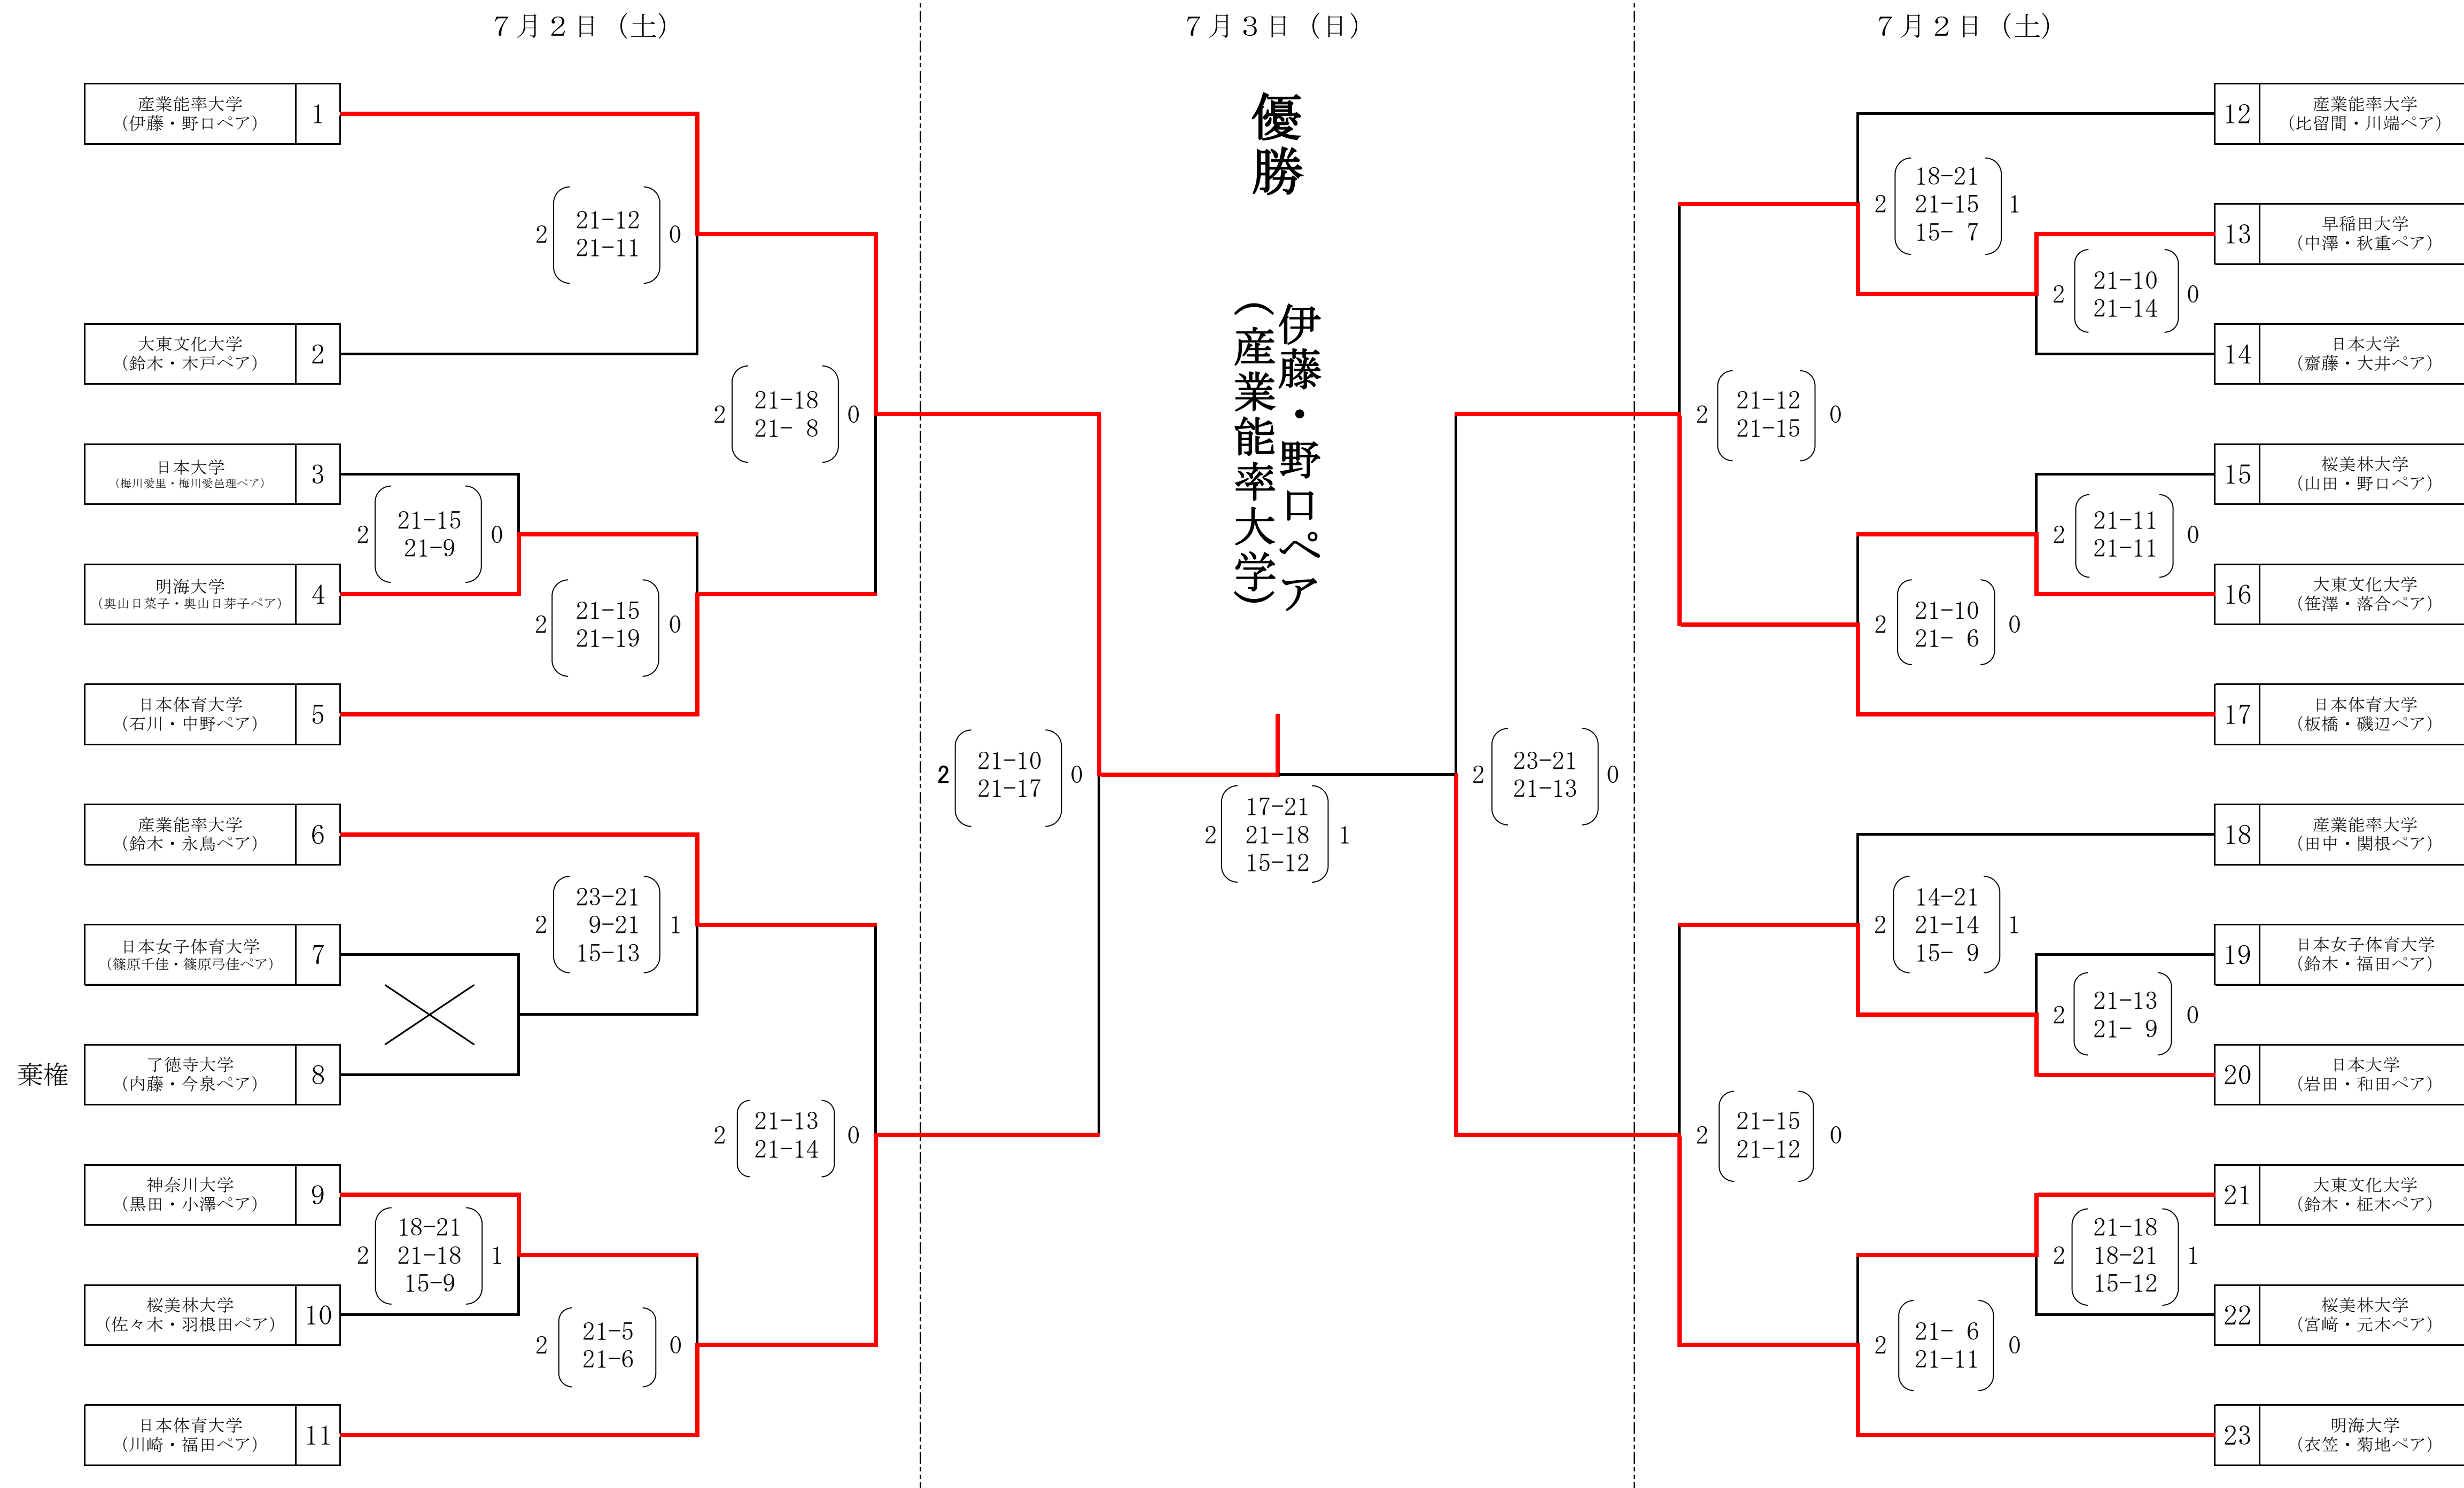 ７月２日（土）
７月３日（日）
７月２日（土）
優勝
伊藤・野口ペア
（産業能率大学）
産業能率大学
（伊藤・野口ペア）
1
2
21-12
21-11
0
大東文化大学
（鈴木・木戸ペア）
2
2
21-18
21- 8
0
日本大学
（梅川愛里・梅川愛邑理ペア）
3
2
21-15
21-9
0
明海大学
（奥山日菜子・奥山日芽子ペア）
4
2
21-15
21-19
0
日本体育大学
（石川・中野ペア）
5
産業能率大学
（鈴木・永鳥ペア）
6
2
23-21
9-21
15-13
1
日本女子体育大学
（篠原千佳・篠原弓佳ペア）
7
棄権
了徳寺大学
（内藤・今泉ペア）
8
2
21-13
21-14
0
神奈川大学
（黒田・小澤ペア）
9
2
18-21
21-18
15-9
1
桜美林大学
（佐々木・羽根田ペア）
10
2
21-5
21-6
0
日本体育大学
（川崎・福田ペア）
11
2
21-10
21-17
0
2
17-21
21-18
15-12
1
2
23-21
21-13
0
12
産業能率大学
（比留間・川端ペア）
2
18-21
21-15
15- 7
1
13
早稲田大学
（中澤・秋重ペア）
2
21-10
21-14
0
14
日本大学
（齋藤・大井ペア）
2
21-12
21-15
0
15
桜美林大学
（山田・野口ペア）
2
21-11
21-11
0
16
大東文化大学
（笹澤・落合ペア）
2
21-10
21- 6
0
17
日本体育大学
（板橋・磯辺ペア）
18
産業能率大学
（田中・関根ペア）
2
14-21
21-14
15- 9
1
19
日本女子体育大学
（鈴木・福田ペア）
2
21-13
21- 9
0
20
日本大学
（岩田・和田ペア）
2
21-15
21-12
0
21
大東文化大学
（鈴木・柾木ペア）
2
21-18
18-21
15-12
1
22
桜美林大学
（宮﨑・元木ペア）
2
21- 6
21-11
0
23
明海大学
（衣笠・菊地ペア）